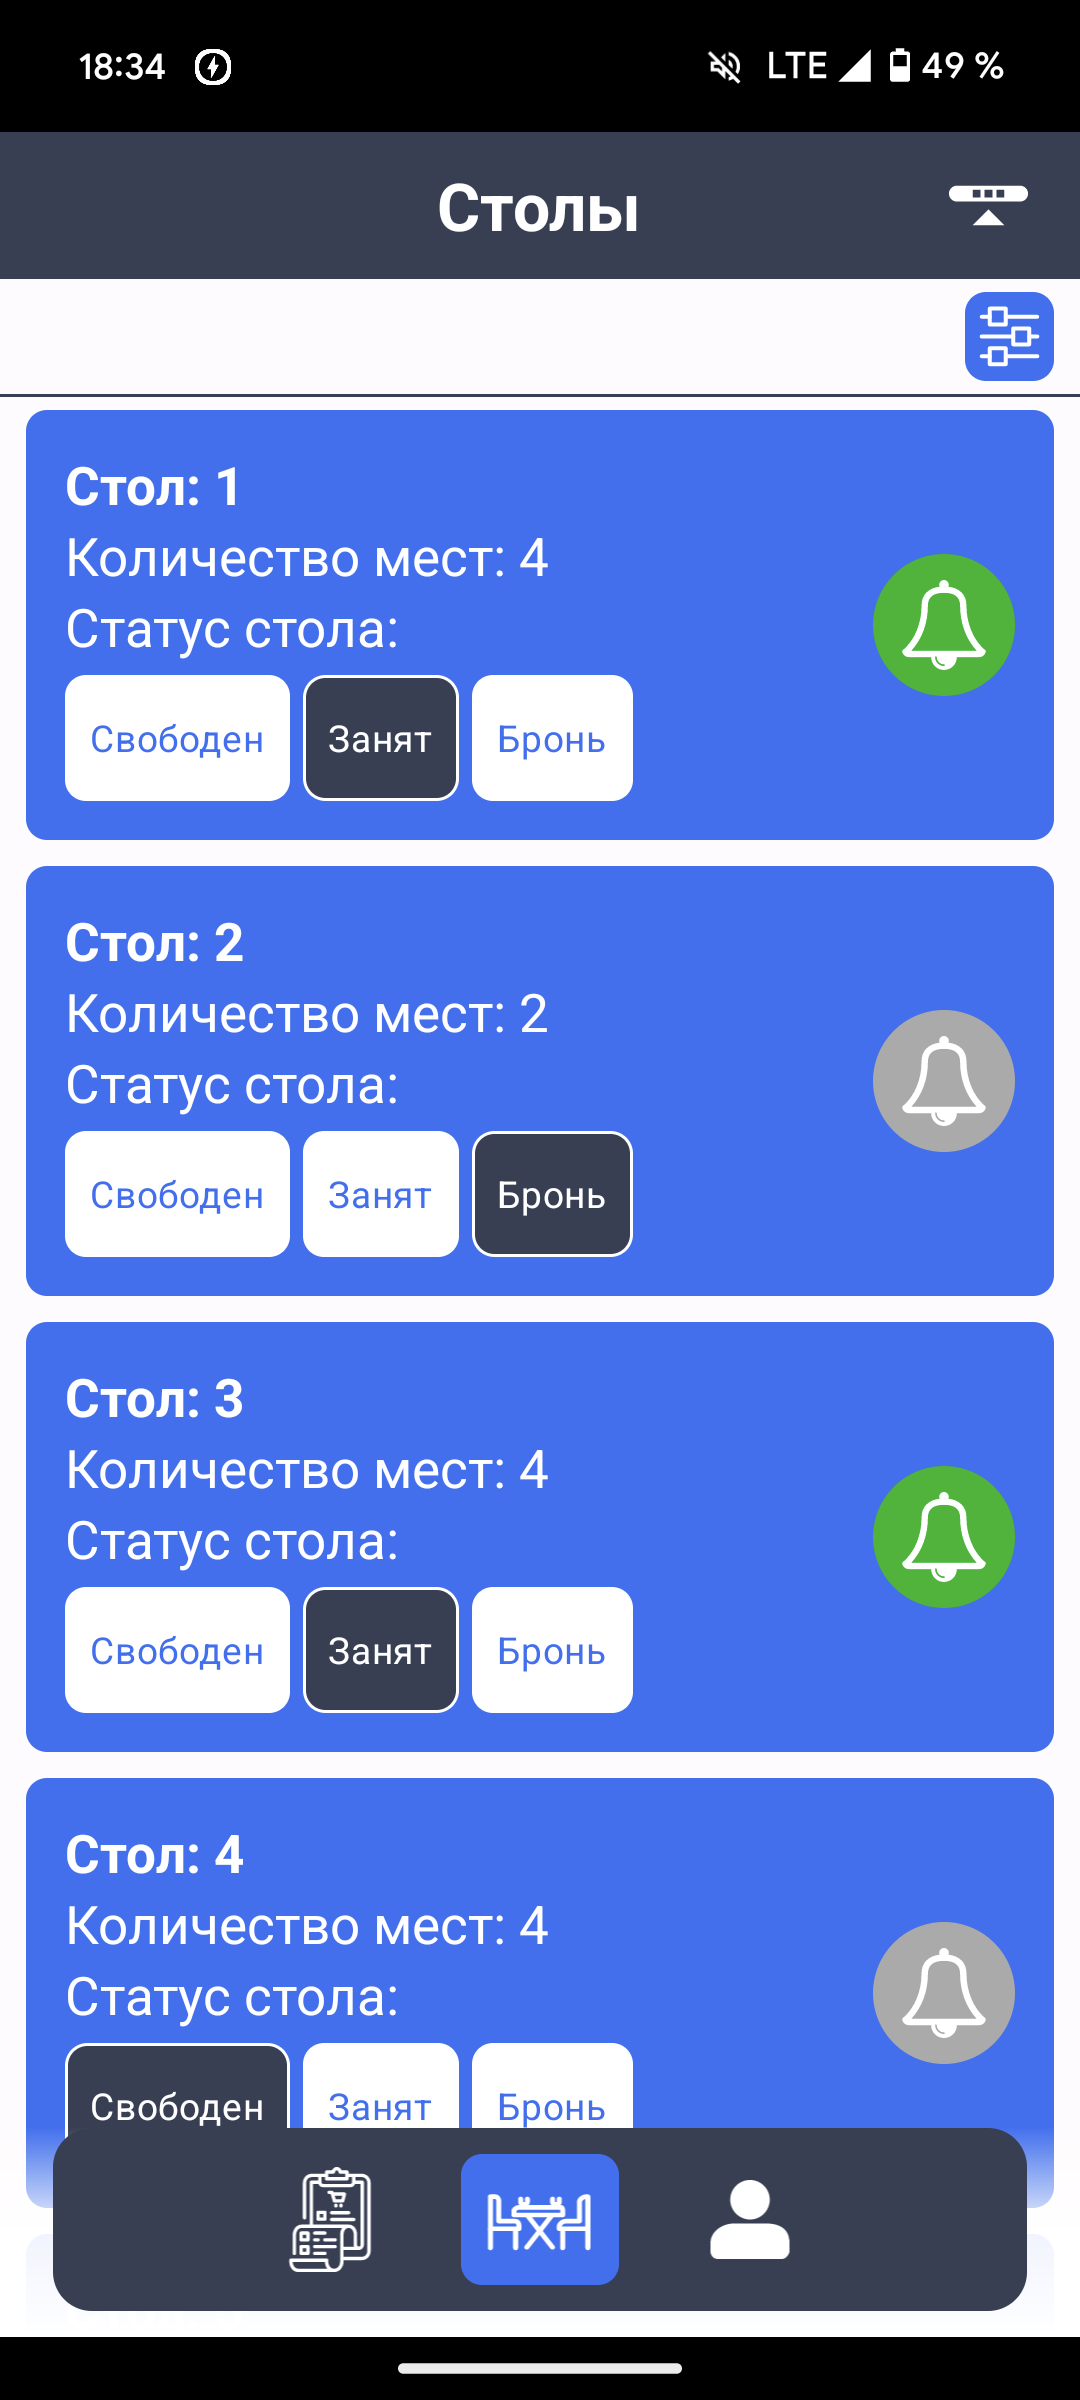 18:34 LTE 49 %
Столы
Стол: 1
Количество мест: 4
Статус стола:
Свободен Занят Бронь
Стол: 2
Количество мест: 2
Статус стола:
Свободен Занят Бронь
Стол: 3
Количество мест: 4
Статус стола:
Свободен Занят Бронь
Стол: 4
Количество мест: 4
Статус стола:
Свободен Занят Бронь